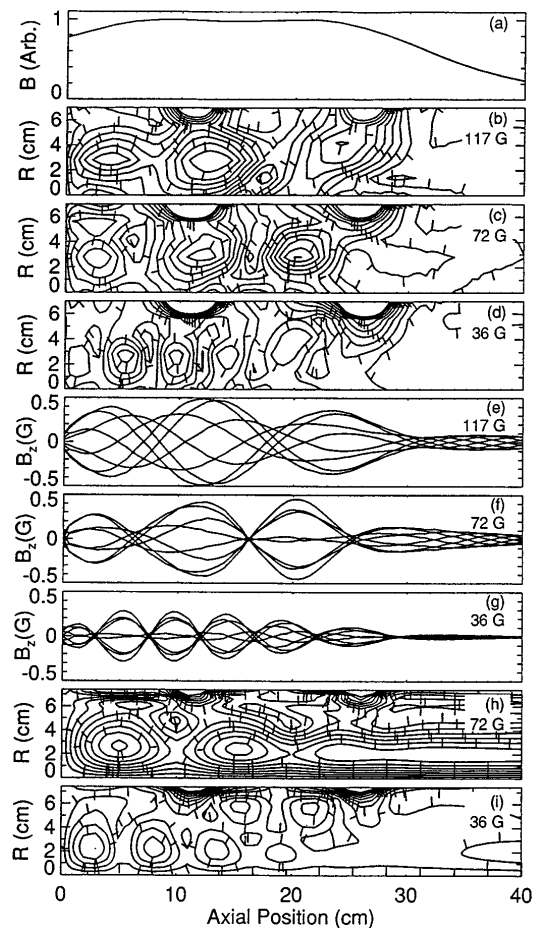 1
B (Arb.)
0
(a)
6
4
2
0
R (cm)
(b)
117 G
6
4
2
0
R (cm)
(c)
72 G
6
4
2
0
R (cm)
(d)
36 G
0.5
0
-0.5
B_z(G)
(e)
117 G
0.5
0
-0.5
B_z(G)
(f)
72 G
0.5
0
-0.5
B_z(G)
(g)
36 G
6
4
2
0
R (cm)
(h)
72 G
6
4
2
0
R (cm)
(i)
36 G
0 10 20 30 40
Axial Position (cm)